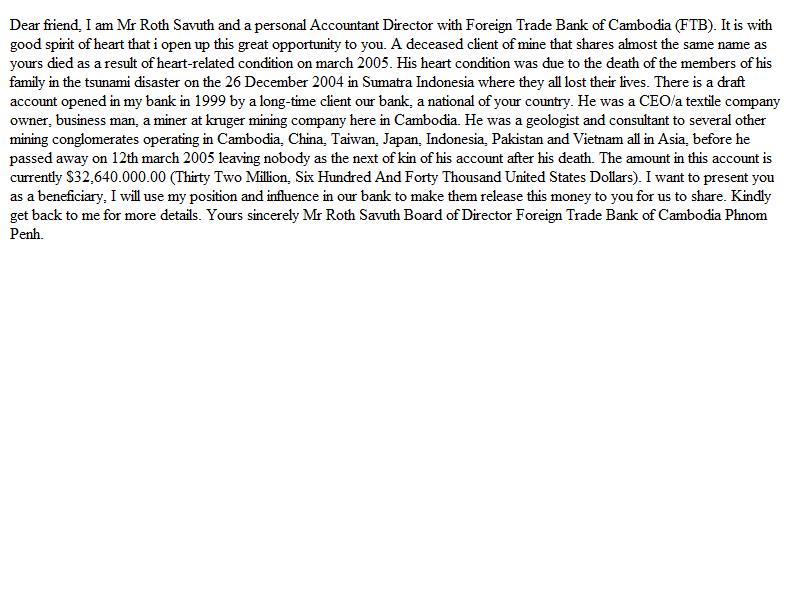 Dear friend, I am Mr Roth Savuth and a personal Accountant Director with Foreign Trade Bank of Cambodia (FTB). It is with
good spirit of heart that i open up this great opportunity to you. A deceased client of mine that shares almost the same name as
yours died as a result of heart-related condition on march 2005. His heart condition was due to the death of the members of his
family in the tsunami disaster on the 26 December 2004 in Sumatra Indonesia where they all lost their lives. There is a draft
account opened in my bank in 1999 by a long-time client our bank, a national of your country. He was a CEO/a textile company
owner, business man, a miner at kruger mining company here in Cambodia. He was a geologist and consultant to several other
mining conglomerates operating in Cambodia, China, Taiwan, Japan, Indonesia, Pakistan and Vietnam all in Asia, before he
passed away on 12th march 2005 leaving nobody as the next of kin of his account after his death. The amount in this account is
currently $32,640.000.00 (Thirty Two Million, Six Hundred And Forty Thousand United States Dollars). I want to present you
as a beneficiary, I will use my position and influence in our bank to make them release this money to you for us to share. Kindly
get back to me for more details. Yours sincerely Mr Roth Savuth Board of Director Foreign Trade Bank of Cambodia Phnom
Penh.